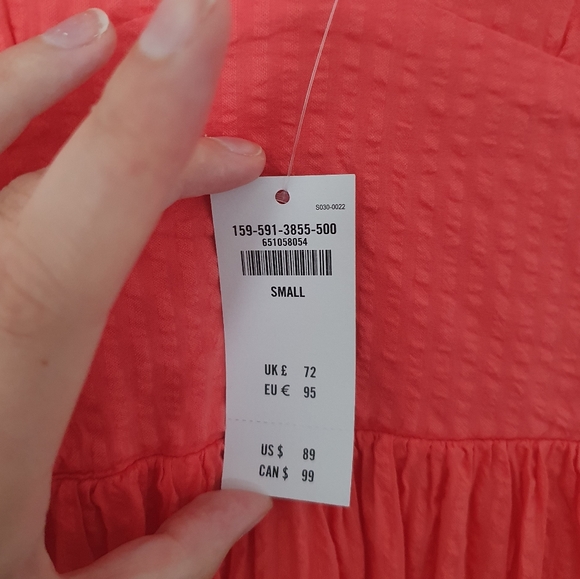 S030-0022
159-591-3855-500
651058054
SMALL
UK £ 72
EU € 95
US $ 89
CAN $ 99